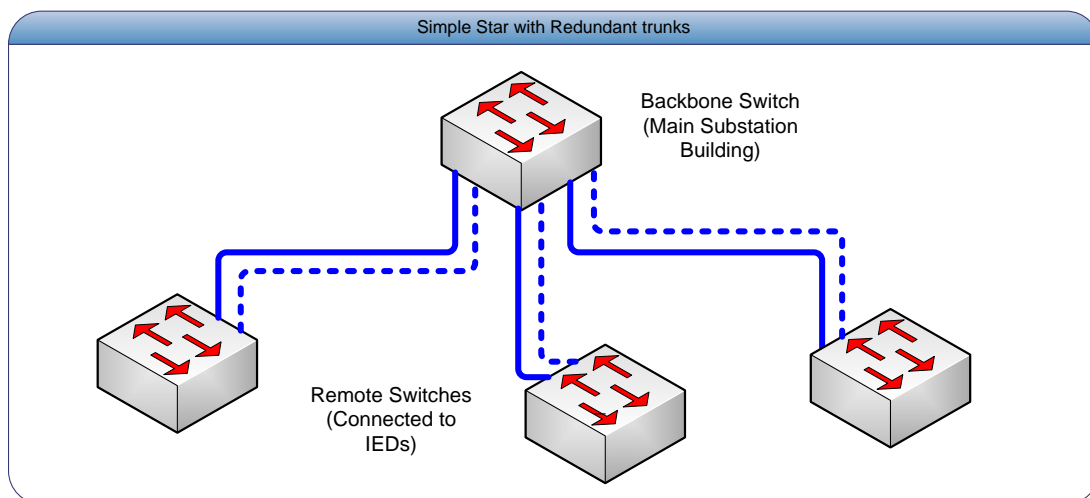 Simple Star with Redundant trunks
Backbone Switch
(Main Substation
Building)
Remote Switches
(Connected to
IEDs)